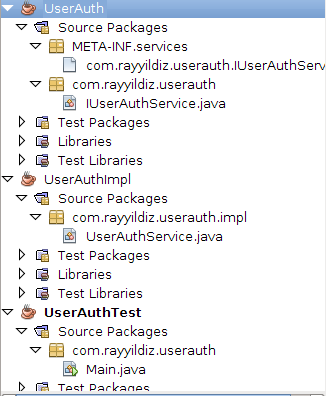 UserAuth
Source Packages
META-INF.services
com.rayyildiz.userauth.IUserAuthServ
com.rayyildiz.userauth
IUserAuthService.java
Test Packages
Libraries
Test Libraries
UserAuthImpl
Source Packages
com.rayyildiz.userauth.impl
UserAuthService.java
Test Packages
Libraries
Test Libraries
UserAuthTest
Source Packages
com.rayyildiz.userauth
Main.java
Test Packages